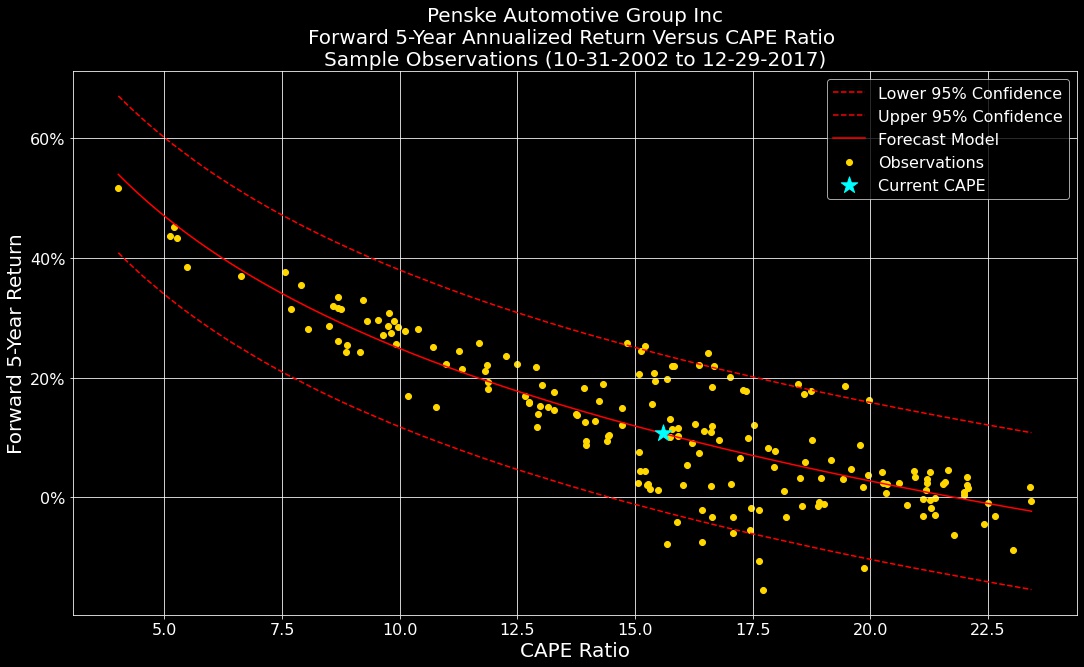 Penske Automotive Group Inc
Forward 5-Year Annualized Return Versus CAPE Ratio
Sample Observations (10-31-2002 to 12-29-2017)
Lower 95% Confidence
Upper 95% Confidence
Forecast Model
Observations
Current CAPE
Forward 5-Year Return
60%
40%
20%
0%
5.0 7.5 10.0 12.5 15.0 17.5 20.0 22.5
CAPE Ratio